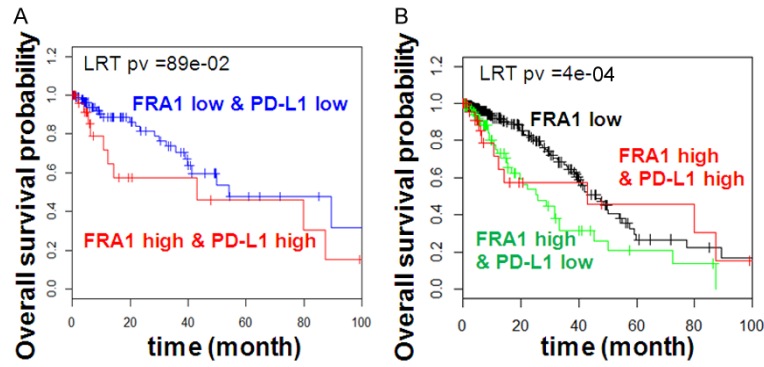 A
Overall survival probability
1.2
1.0
0.8
0.6
0.4
0.2
0.0
LRT pv =89e-02
FRA1 low & PD-L1 low
FRA1 high & PD-L1 high
0
20
40
60
80
100
time (month)
B
Overall survival probability
1.2
1.0
0.8
0.6
0.4
0.2
0.0
LRT pv =4e-04
FRA1 low
FRA1 high
& PD-L1 high
FRA1 high
& PD-L1 low
0
20
40
60
80
100
time (month)